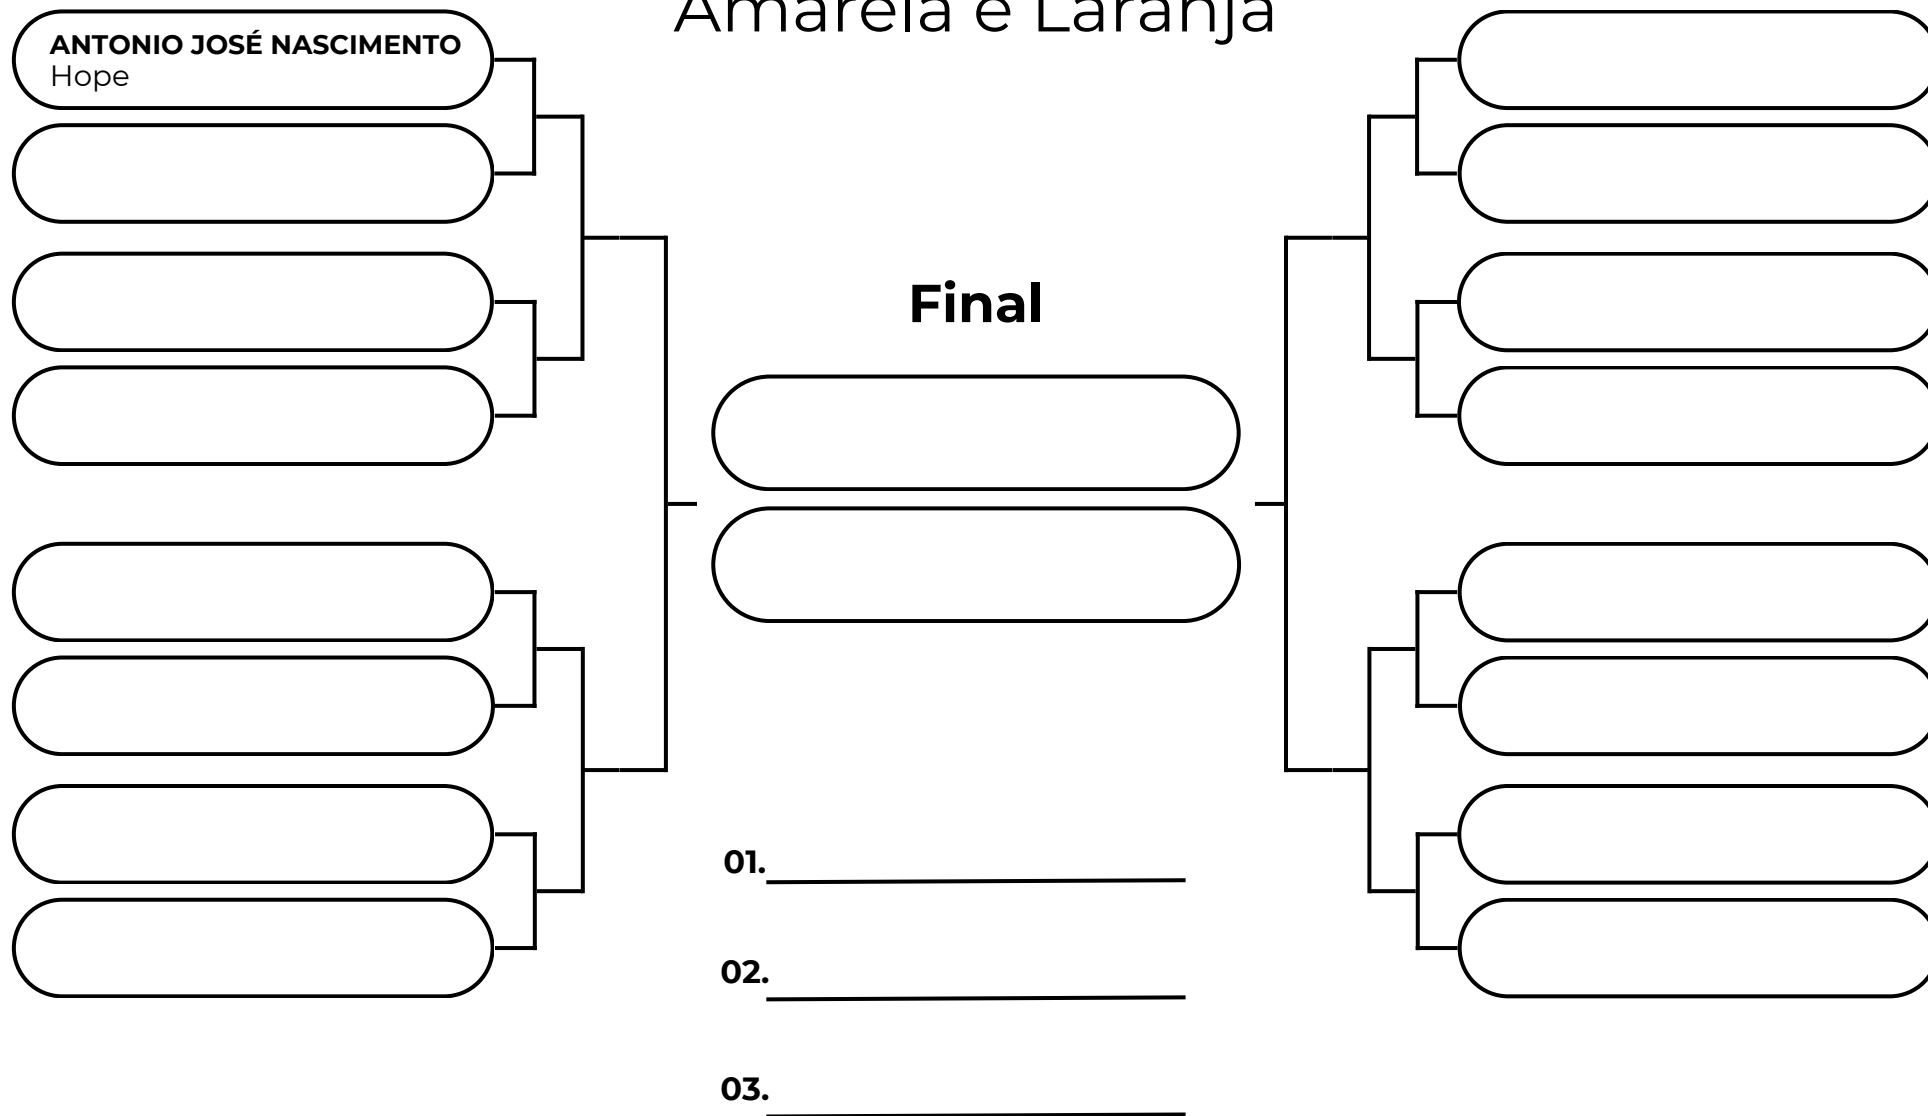 Amarela e Laranja
ANTONIO JOSÉ NASCIMENTO
Hope
Final
01.
02.
03.